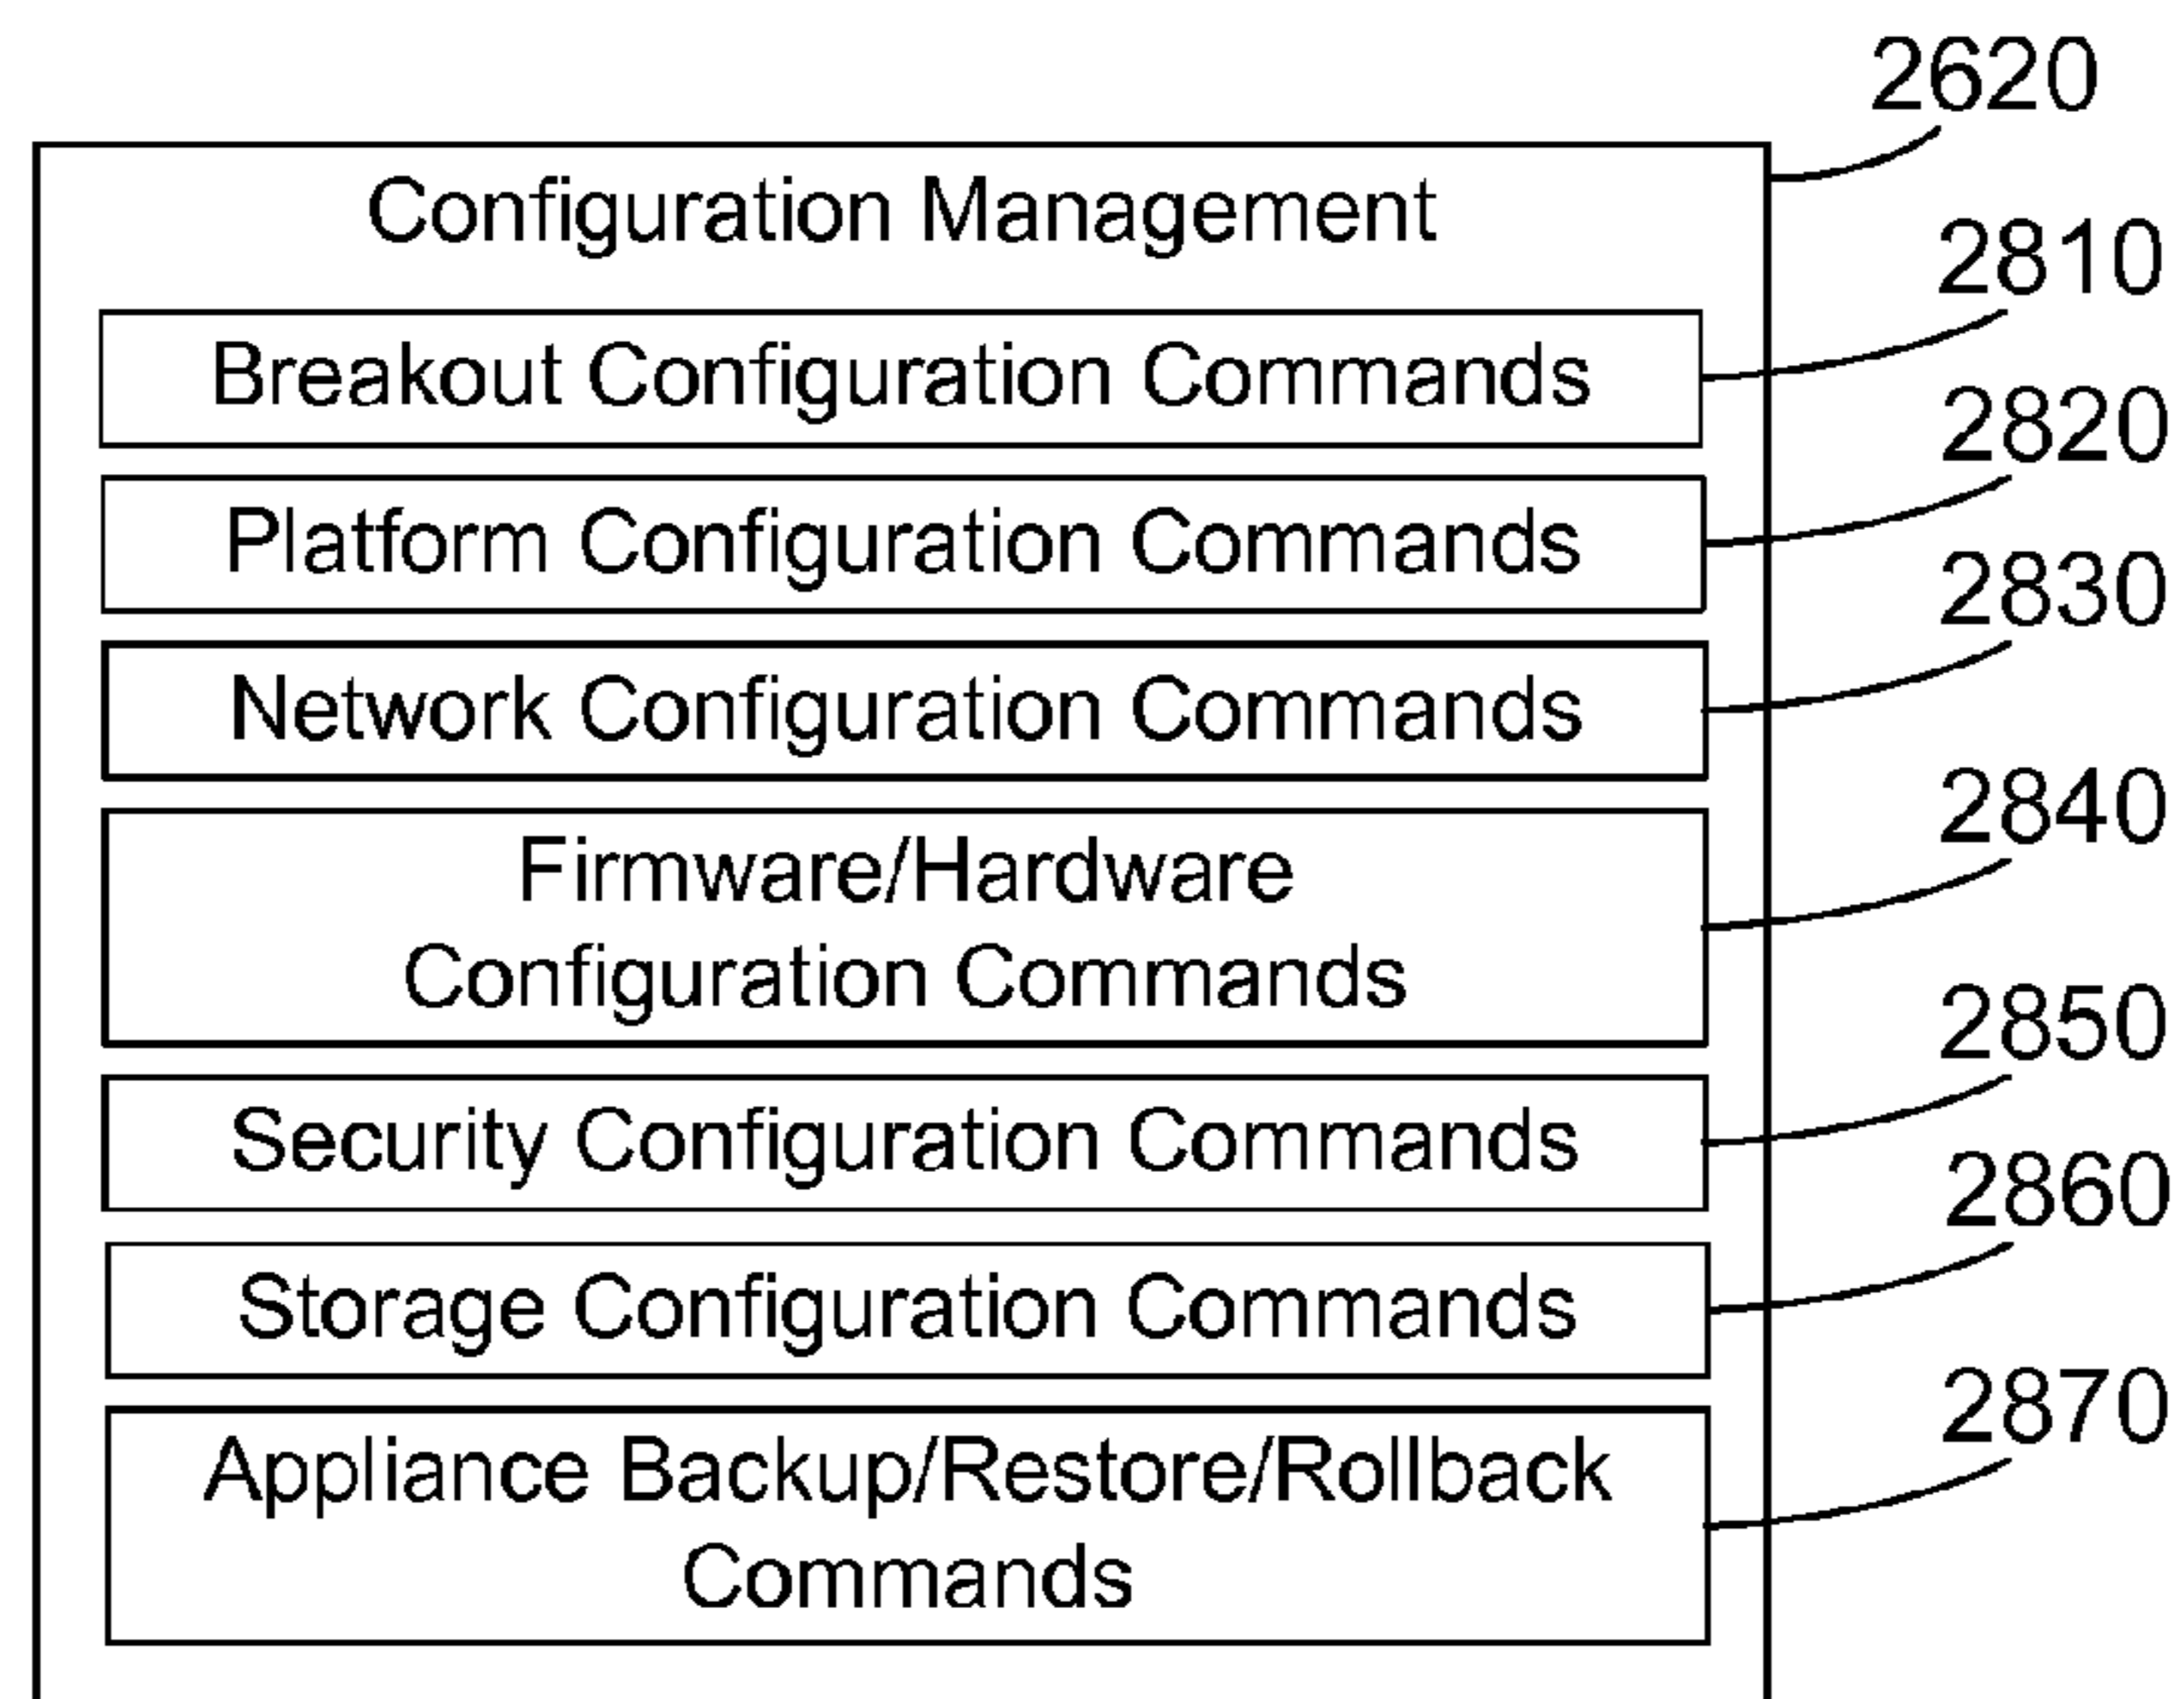 2620
Configuration Management
2810
Breakout Configuration Commands
2820
Platform Configuration Commands
2830
Network Configuration Commands
2840
Firmware/Hardware
Configuration Commands
2850
Security Configuration Commands
2860
Storage Configuration Commands
2870
Appliance Backup/Restore/Rollback
Commands